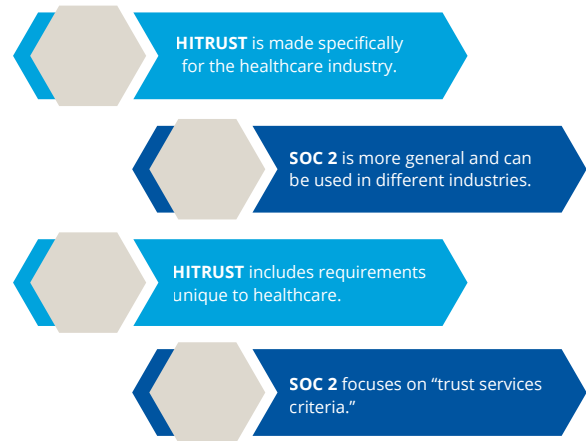 HITRUST is made specifically
for the healthcare industry.
SOC 2 is more general and can
be used in different industries.
HITRUST includes requirements
unique to healthcare.
SOC 2 focuses on “trust services
criteria.”